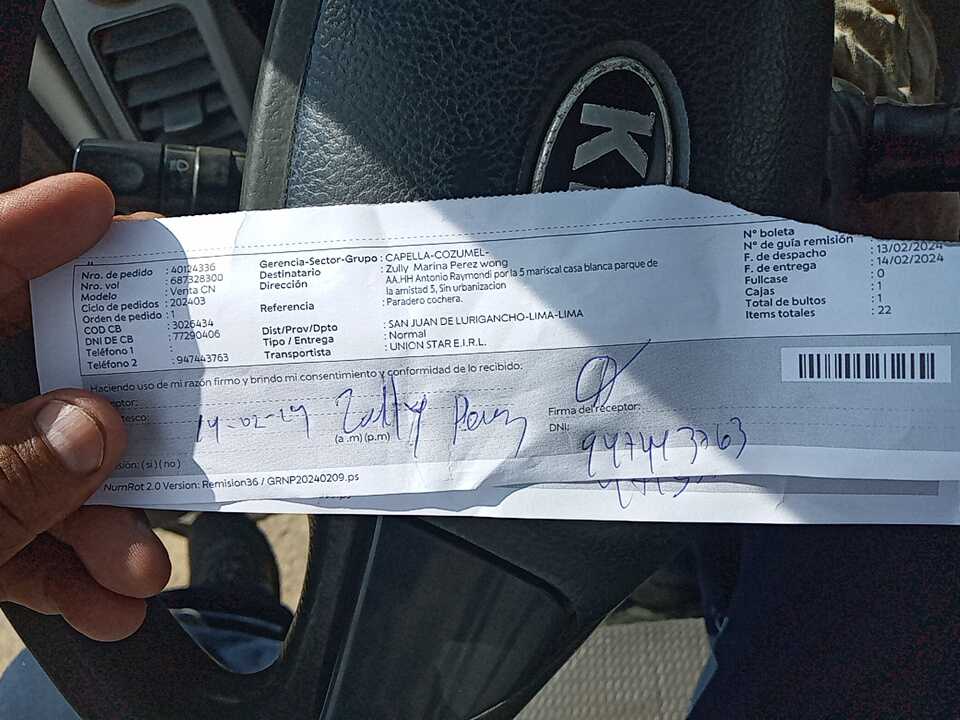 K
Nro. de pedido : 40124336
Nro. vol : 687328300
Modelo : Venta CN
Ciclo de pedidos : 202403
Orden de pedido : 1
COD CB : 3026434
DNI DE CB : 77290406
Teléfono 1 :
Teléfono 2 : 947443763
Gerencia-Sector-Grupo : CAPELLA-COZUMEL-
Destinatario : Zully Marina Perez wong
Dirección : AA.HH Antonio Raymondi por la 5 mariscal casa blanca parque de
la amistad 5, Sin urbanizacion
Referencia : Paradero cochera.
Dist/Prov/Dpto : SAN JUAN DE LURIGANCHO-LIMA-LIMA
Tipo / Entrega : Normal
Transportista : UNION STAR E.I.R.L.
N° boleta
N° de guía remisión
F. de despacho : 13/02/2024
F. de entrega : 14/02/2024
Fullcase : 0
Cajas : 1
Total de bultos : 1
Items totales : 22
Haciendo uso de mi razón firmo y brindo mi consentimiento y conformidad de lo recibido:
14-02-24 Zully Perez
(a .m) (p.m)
Firma del receptor:
DNI: 947443763
(si) (no)
NumRot 2.0 Version: Remision36 / GRNP20240209.ps